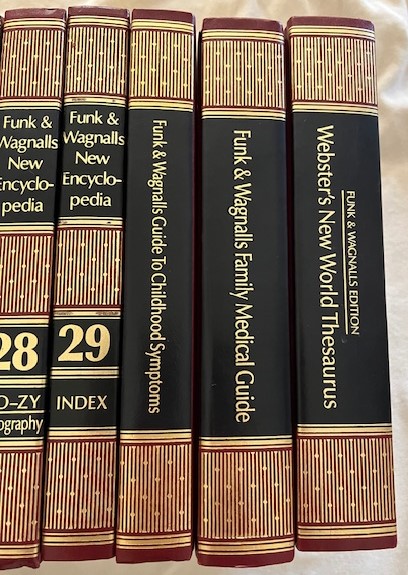 Funk &
Wagnalls
New
Encyclo-
pedia
28
O-ZY
ography
Funk &
Wagnalls
New
Encyclo-
pedia
29
INDEX
Funk & Wagnalls Guide To Childhood Symptoms
Funk & Wagnalls Family Medical Guide
FUNK & WAGNALLS EDITION
Webster's New World Thesaurus